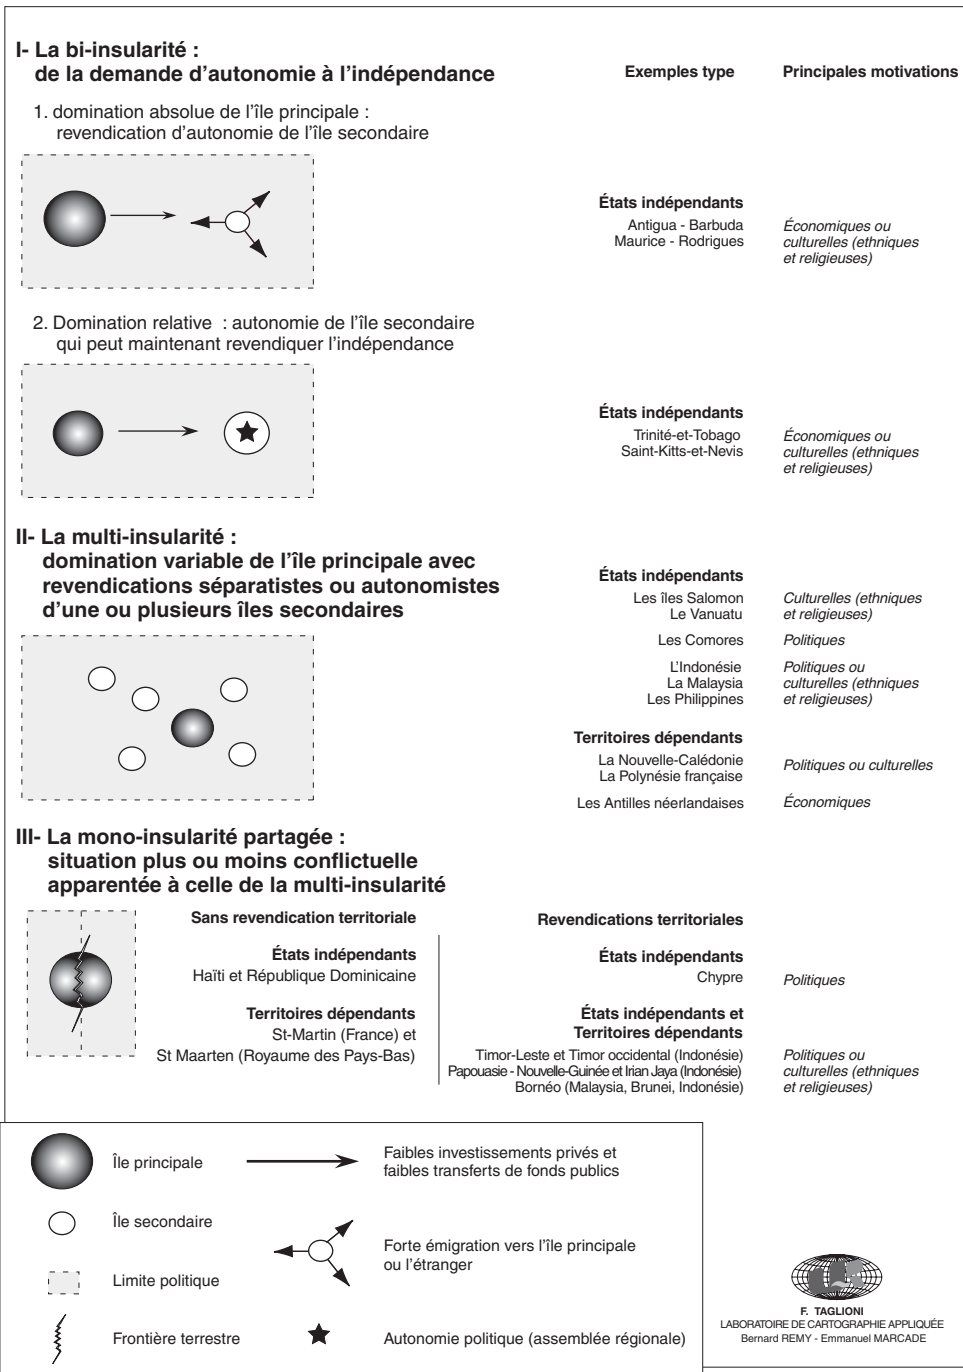 I- La bi-insularité :
de la demande d'autonomie à l'indépendance
Exemples type
Principales motivations
1. domination absolue de l'île principale :
revendication d'autonomie de l'île secondaire
États indépendants
Antigua - Barbuda
Maurice - Rodrigues
Économiques ou
culturelles (ethniques
et religieuses)
2. Domination relative : autonomie de l'île secondaire
qui peut maintenant revendiquer l'indépendance
États indépendants
Trinité-et-Tobago
Saint-Kitts-et-Nevis
Économiques ou
culturelles (ethniques
et religieuses)
II- La multi-insularité :
domination variable de l'île principale avec
revendications séparatistes ou autonomistes
d'une ou plusieurs îles secondaires
États indépendants
Les îles Salomon
Le Vanuatu
Culturelles (ethniques
et religieuses)
Les Comores
Politiques
L'Indonésie
La Malaysia
Les Philippines
Politiques ou
culturelles (ethniques
et religieuses)
Territoires dépendants
La Nouvelle-Calédonie
La Polynésie française
Politiques ou culturelles
Les Antilles néerlandaises
Économiques
III- La mono-insularité partagée :
situation plus ou moins conflictuelle
apparentée à celle de la multi-insularité
Sans revendication territoriale
États indépendants
Haïti et République Dominicaine
Territoires dépendants
St-Martin (France) et
St Maarten (Royaume des Pays-Bas)
Revendications territoriales
États indépendants
Chypre
Politiques
États indépendants et
Territoires dépendants
Timor-Leste et Timor occidental (Indonésie)
Papouasie - Nouvelle-Guinée et Irian Jaya (Indonésie)
Bornéo (Malaysia, Brunei, Indonésie)
Politiques ou
culturelles (ethniques
et religieuses)
Île principale
Faibles investissements privés et
faibles transferts de fonds publics
Île secondaire
Forte émigration vers l'île principale
ou l'étranger
Limite politique
Frontière terrestre
Autonomie politique (assemblée régionale)
F. TAGLIONI
LABORATOIRE DE CARTOGRAPHIE APPLIQUÉE
Bernard REMY - Emmanuel MARCADE